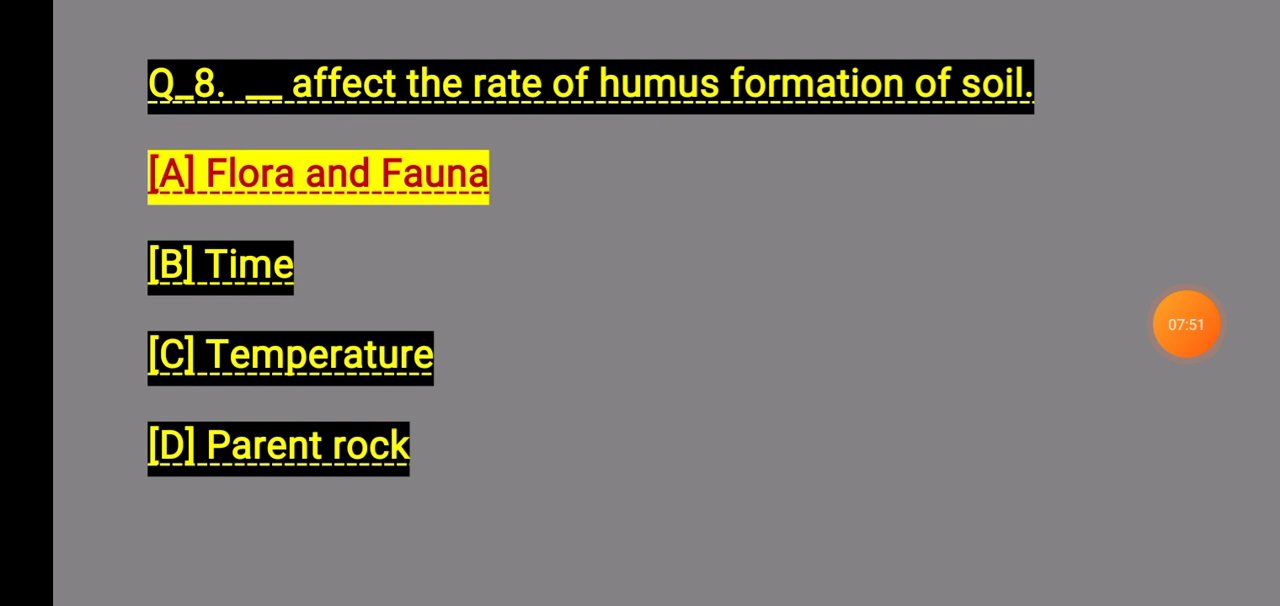 Q_8.  __ affect the rate of humus formation of soil.
[A] Flora and Fauna
[B] Time
[C] Temperature
[D] Parent rock
07:51